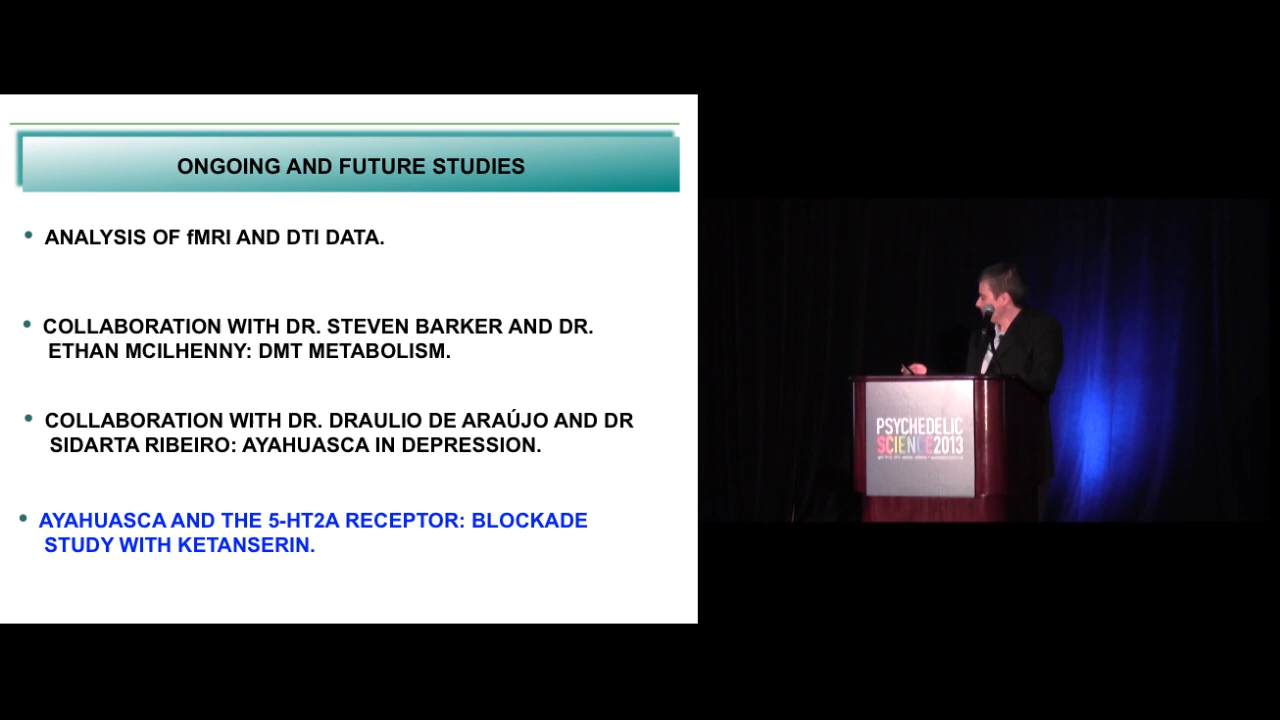 ONGOING AND FUTURE STUDIES
• ANALYSIS OF fMRI AND DTI DATA.
• COLLABORATION WITH DR. STEVEN BARKER AND DR.
ETHAN MCILHENNY: DMT METABOLISM.
• COLLABORATION WITH DR. DRAULIO DE ARAÚJO AND DR
SIDARTA RIBEIRO: AYAHUASCA IN DEPRESSION.
• AYAHUASCA AND THE 5-HT2A RECEPTOR: BLOCKADE
STUDY WITH KETANSERIN.
PSYCHEDELIC
SCIENCE2013